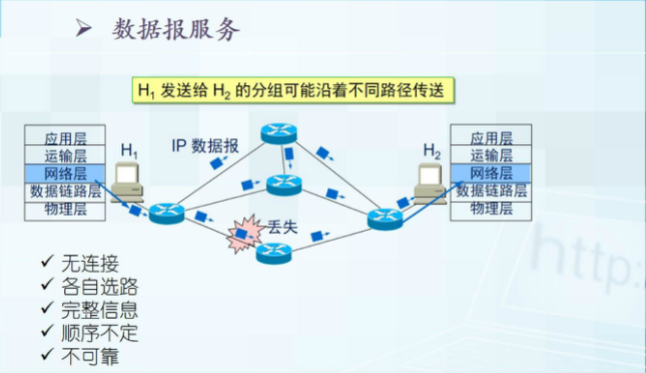 ➢ 数据报服务
H₁ 发送给 H₂ 的分组可能沿着不同路径传送
应用层
运输层
网络层
数据链路层
物理层
H₁
IP 数据报
丢失
H₂
应用层
运输层
网络层
数据链路层
物理层
✓ 无连接
✓ 各自选路
✓ 完整信息
✓ 顺序不定
✓ 不可靠
http: